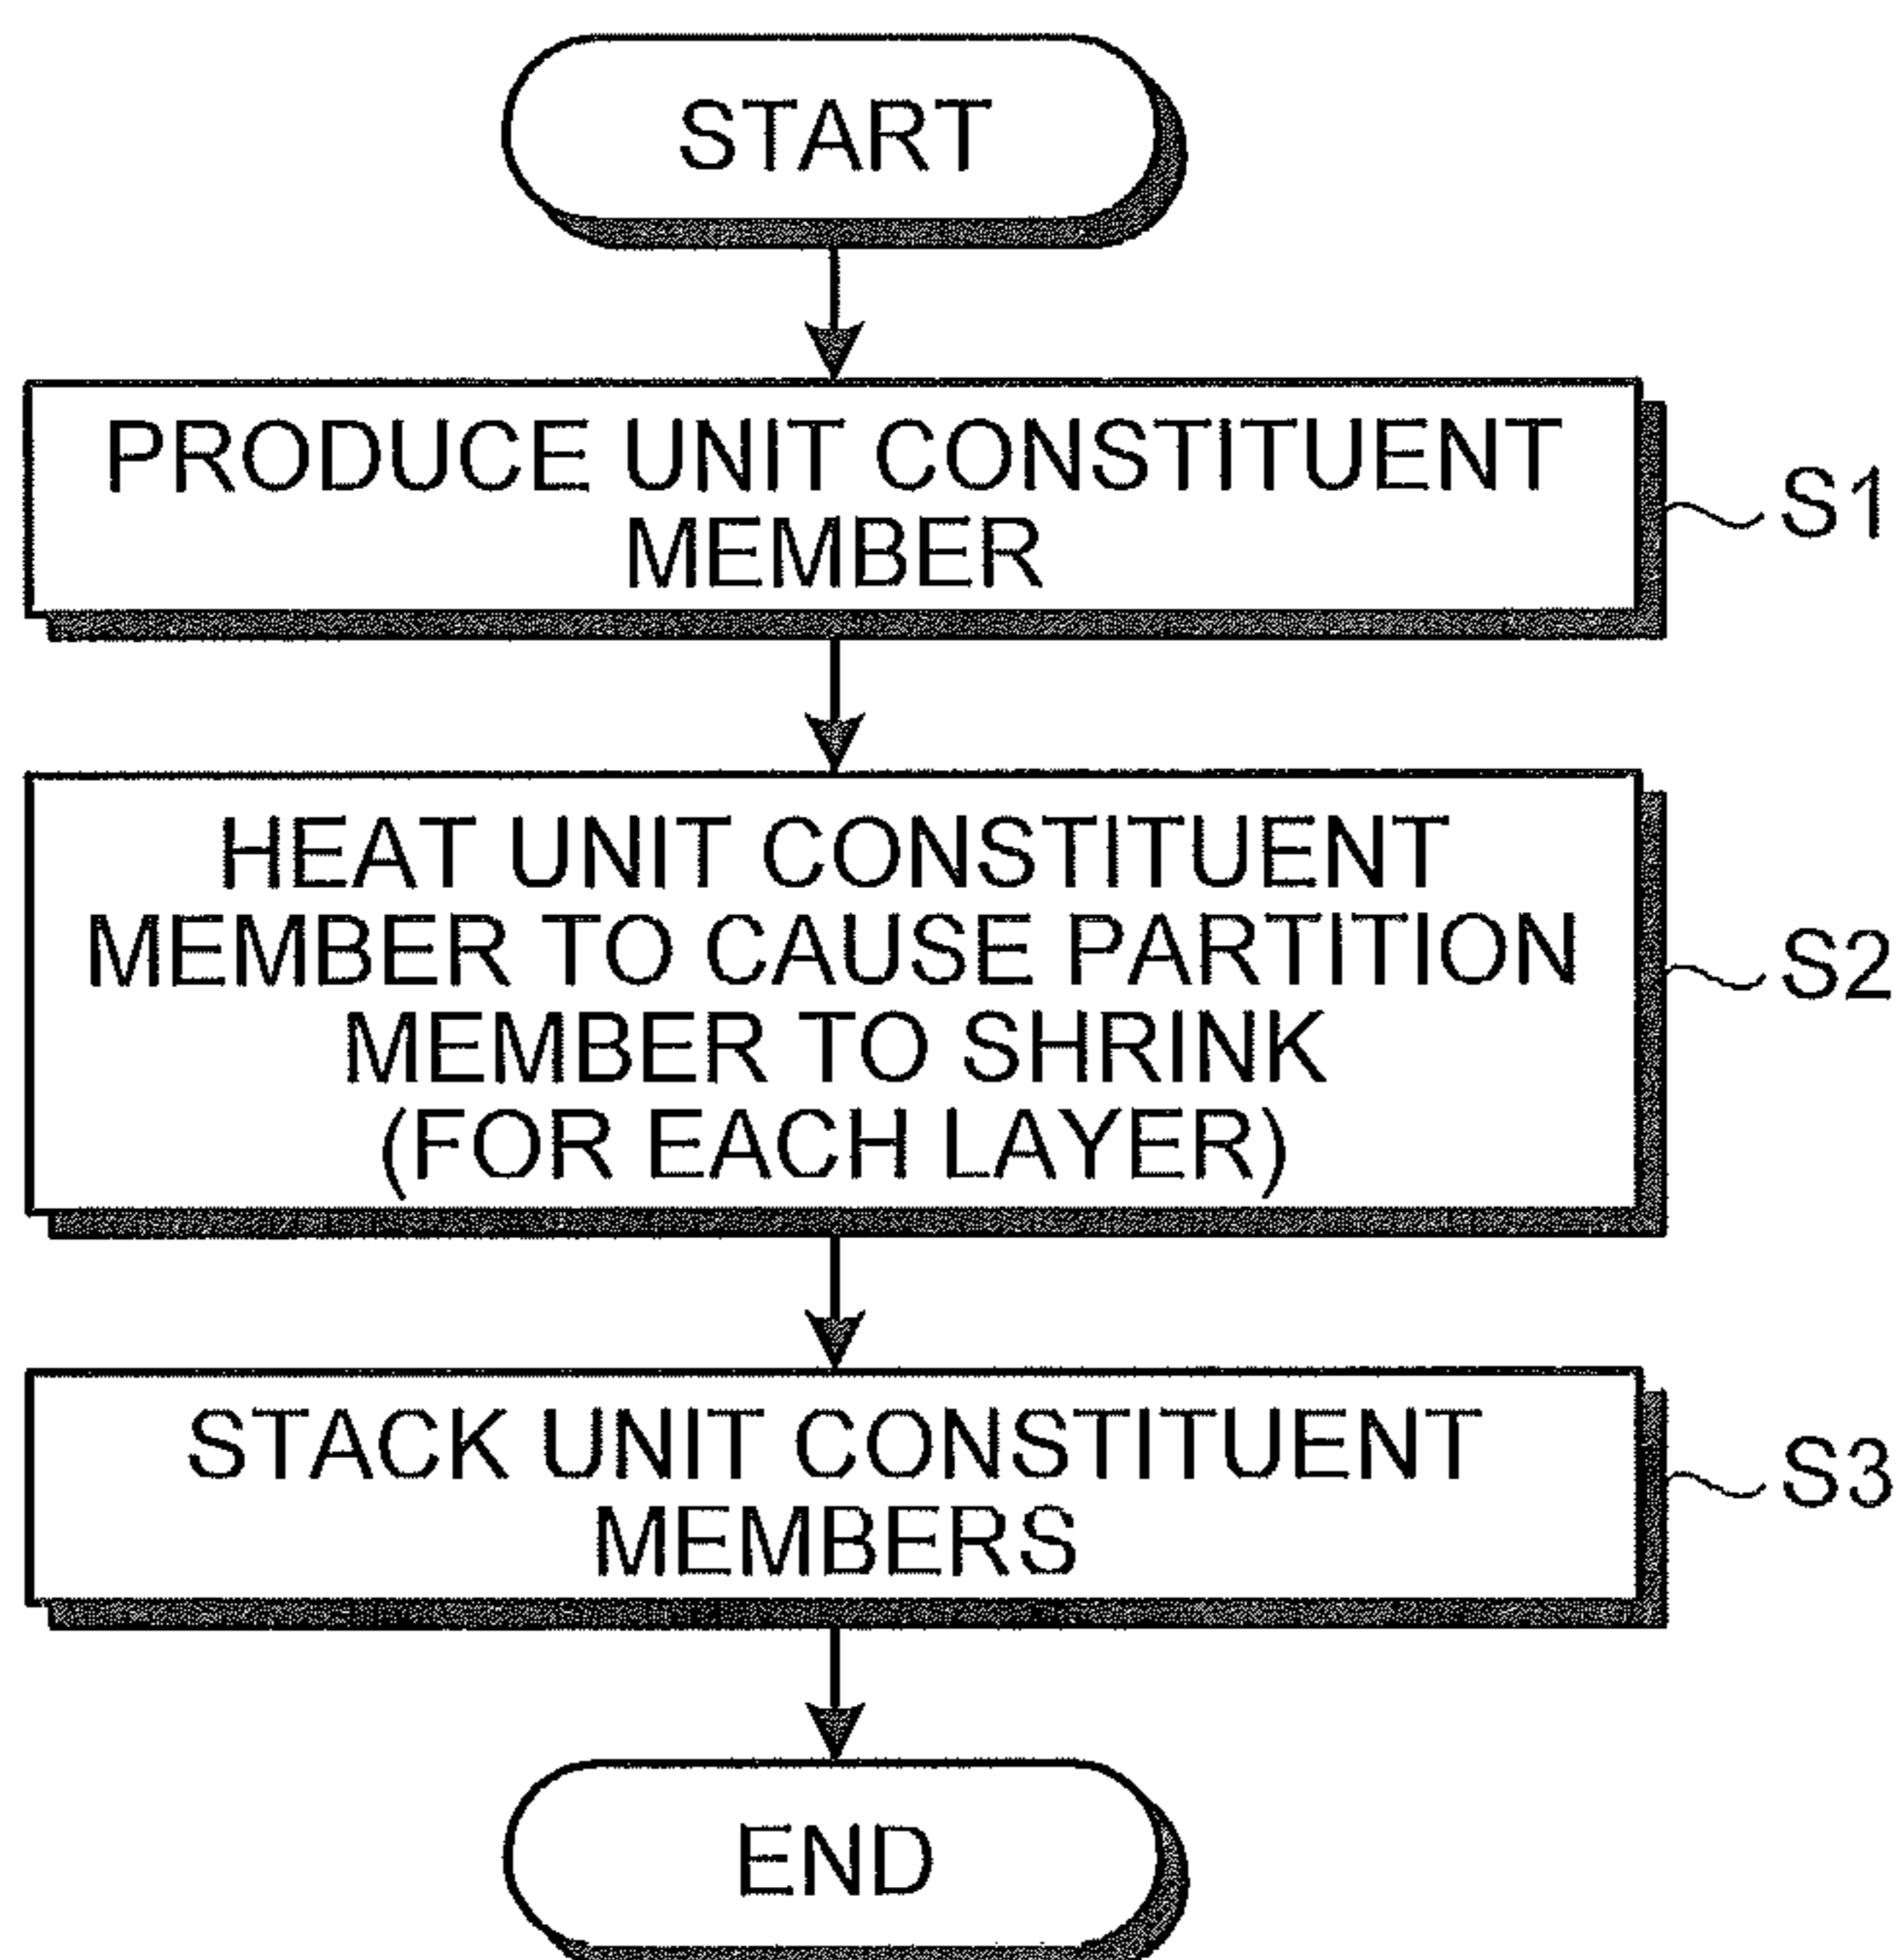 START
PRODUCE UNIT CONSTITUENT
MEMBER
S1
HEAT UNIT CONSTITUENT
MEMBER TO CAUSE PARTITION
MEMBER TO SHRINK
(FOR EACH LAYER)
S2
STACK UNIT CONSTITUENT
MEMBERS
S3
END